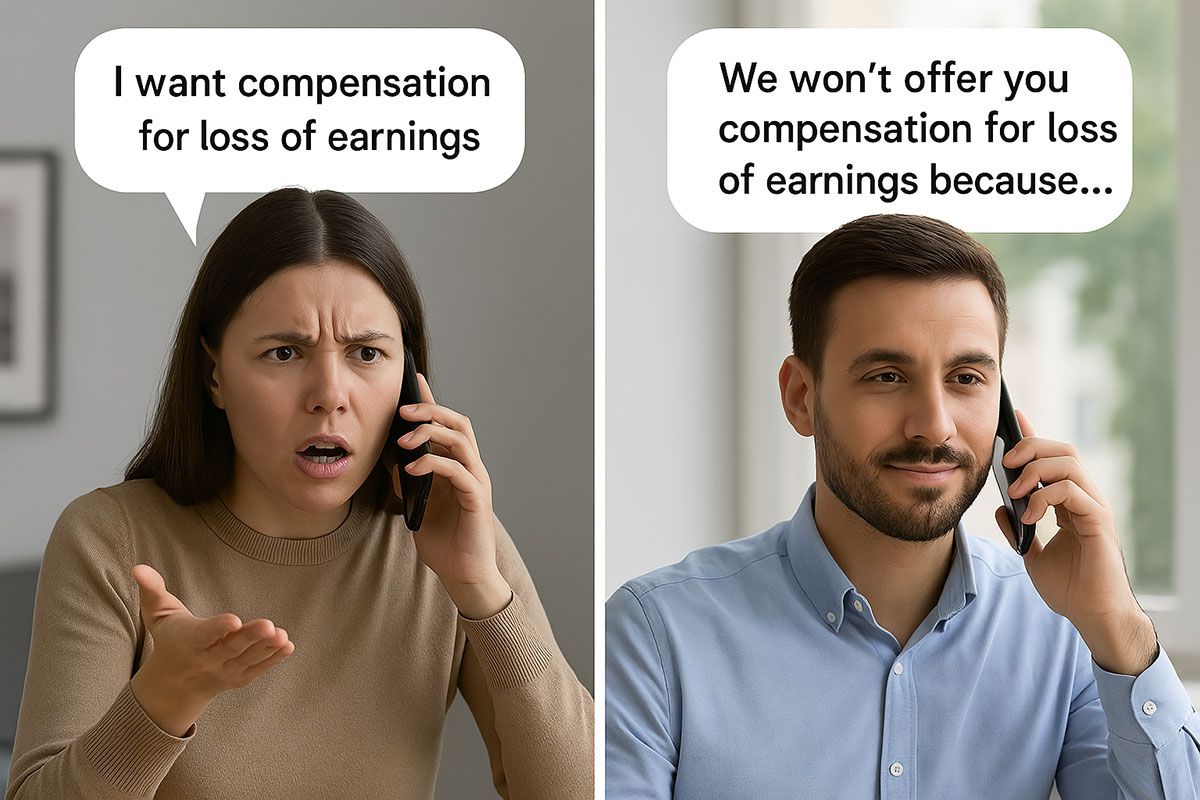 I want compensation
for loss of earnings
We won't offer you
compensation for loss
of earnings because...